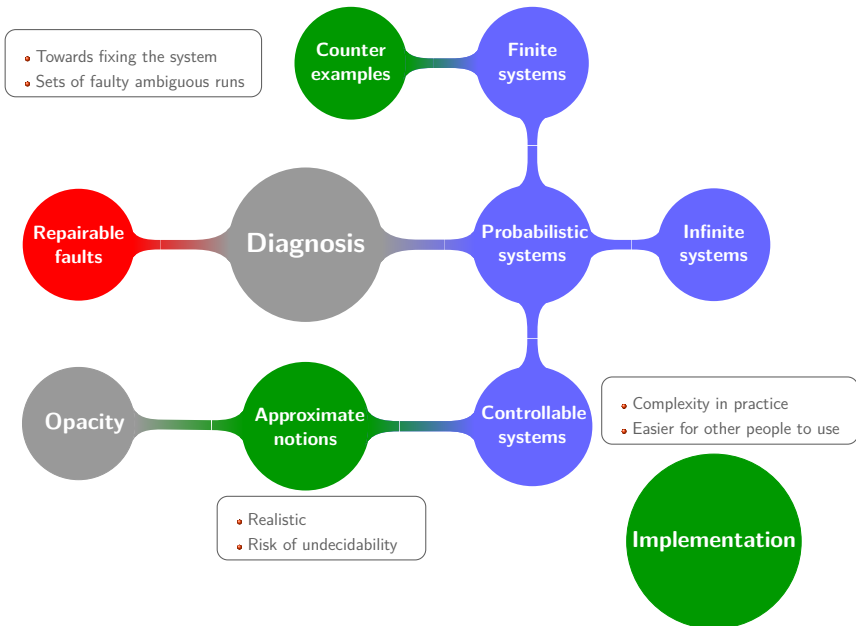 Towards fixing the system
Sets of faulty ambiguous runs
Counter
examples
Finite
systems
Repairable
faults
Diagnosis
Probabilistic
systems
Infinite
systems
Opacity
Approximate
notions
Controllable
systems
Complexity in practice
Easier for other people to use
Realistic
Risk of undecidability
Implementation